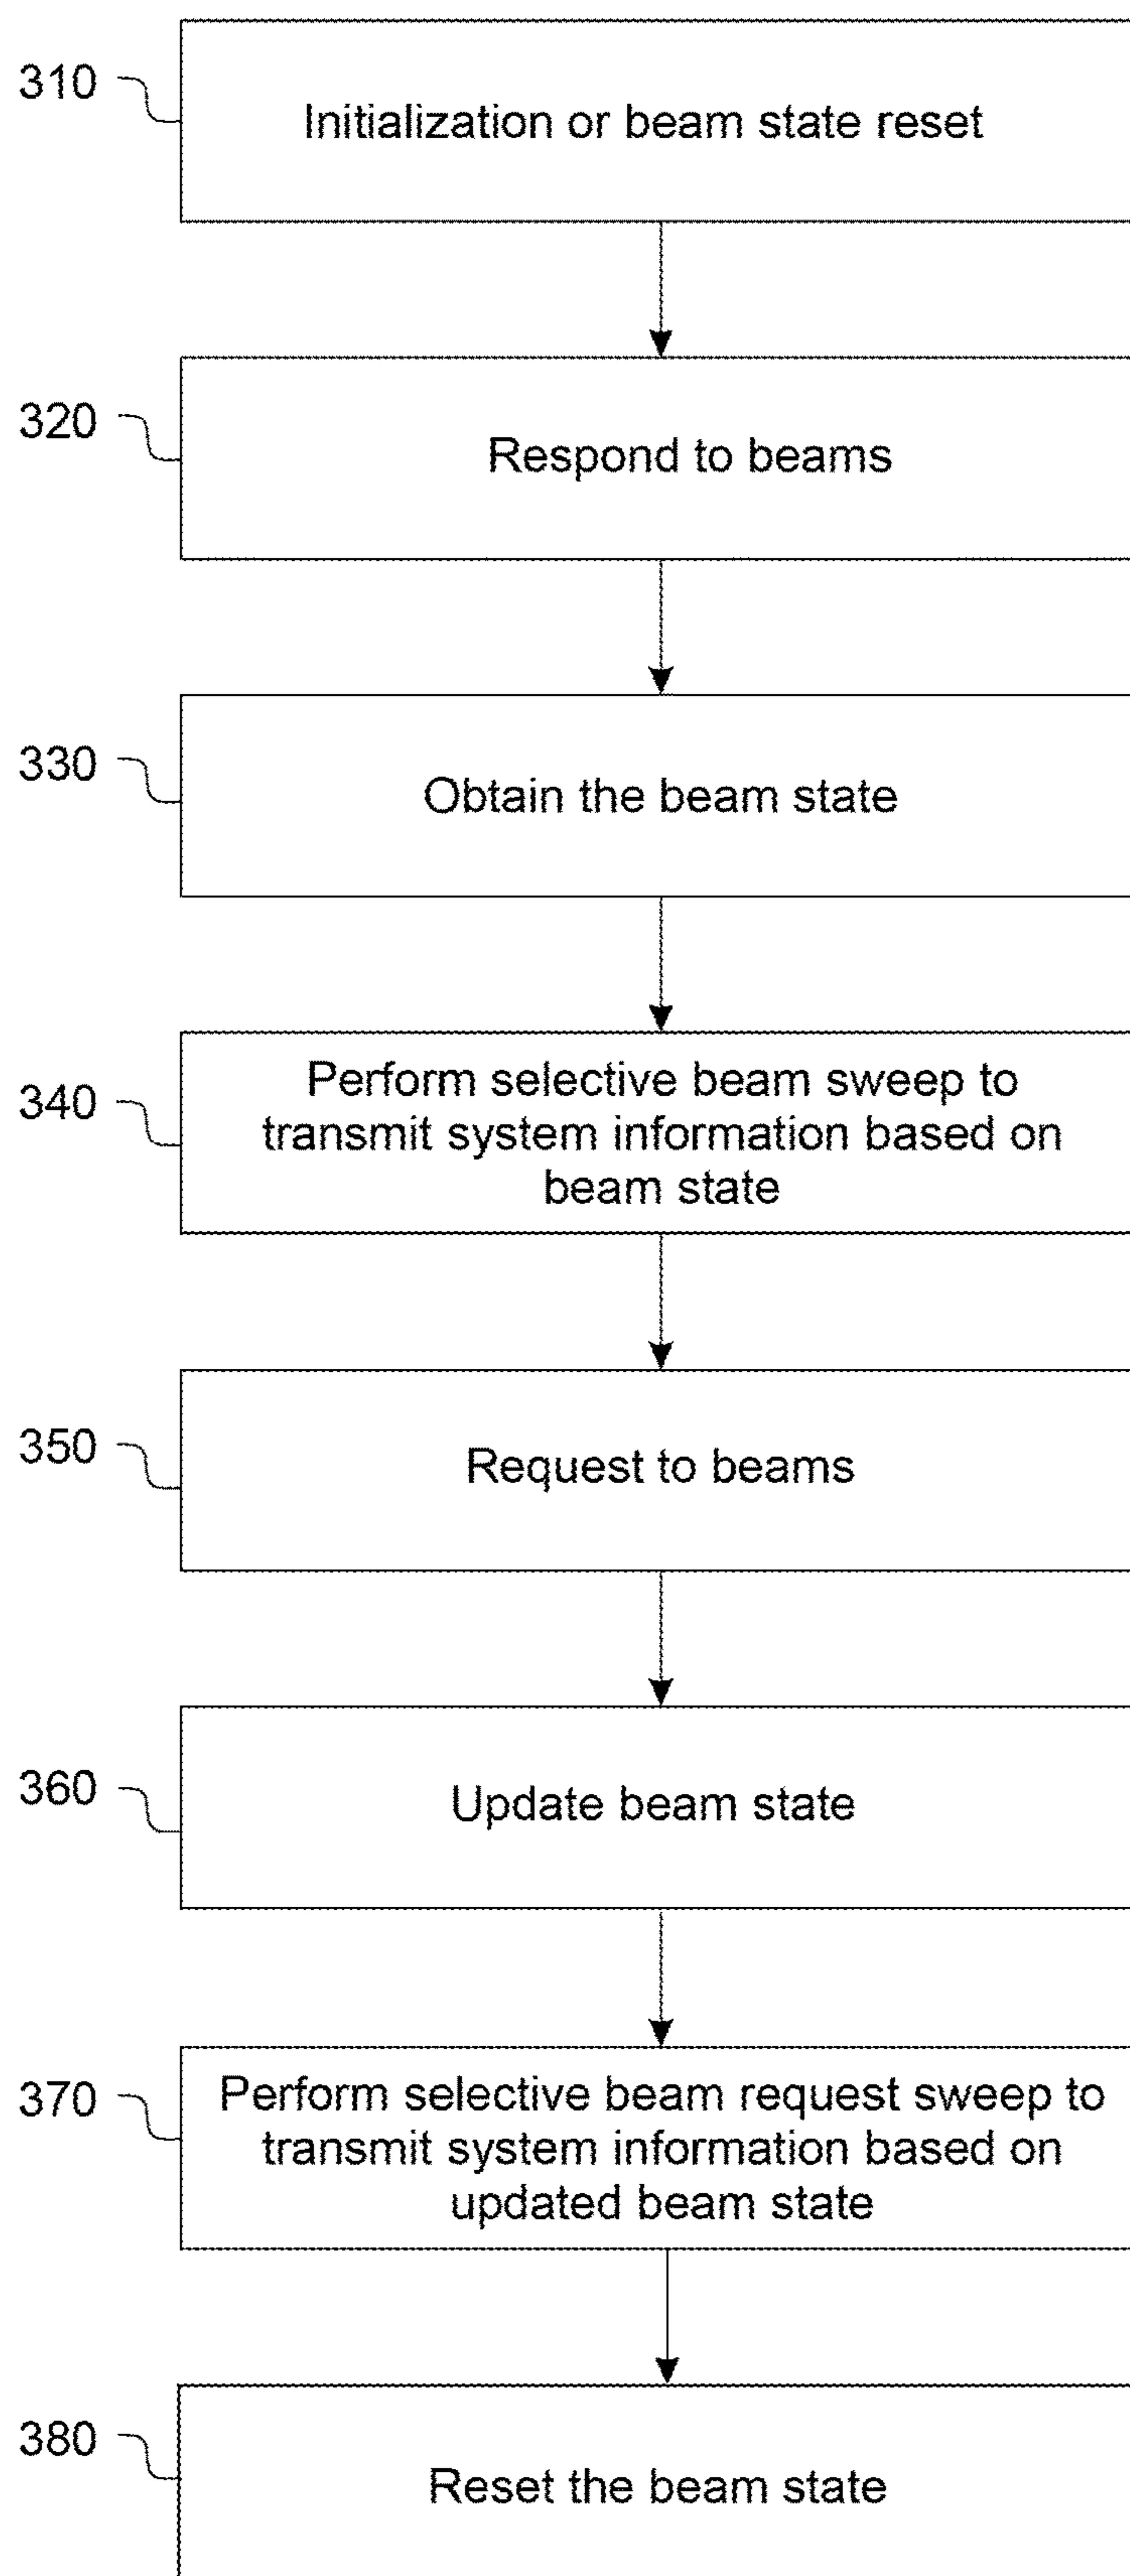 310
Initialization or beam state reset
320
Respond to beams
330
Obtain the beam state
340
Perform selective beam sweep to
transmit system information based on
beam state
350
Request to beams
360
Update beam state
370
Perform selective beam request sweep to
transmit system information based on
updated beam state
380
Reset the beam state